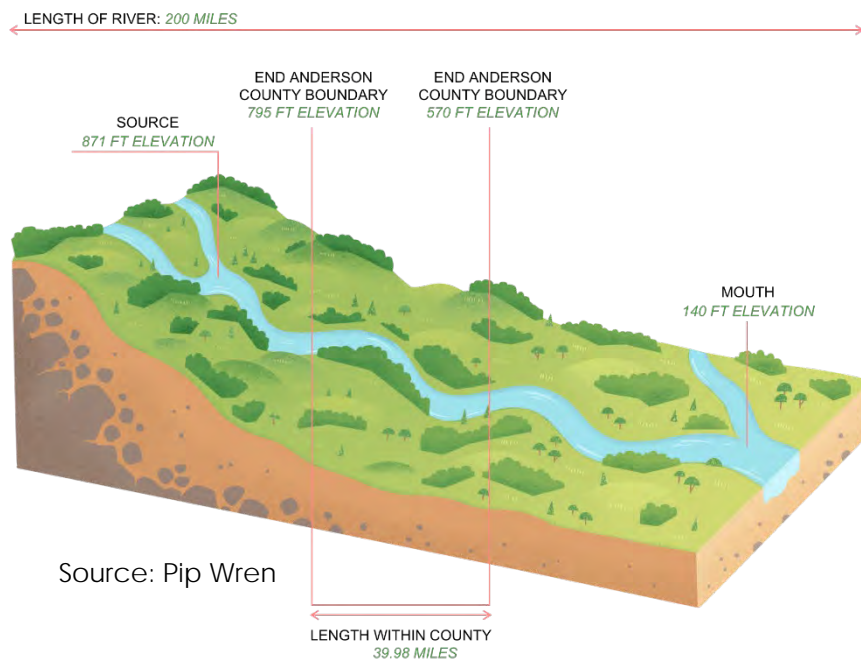 LENGTH OF RIVER: 200 MILES
END ANDERSON
COUNTY BOUNDARY
795 FT ELEVATION
END ANDERSON
COUNTY BOUNDARY
570 FT ELEVATION
SOURCE
871 FT ELEVATION
MOUTH
140 FT ELEVATION
Source: Pip Wren
LENGTH WITHIN COUNTY
39.98 MILES